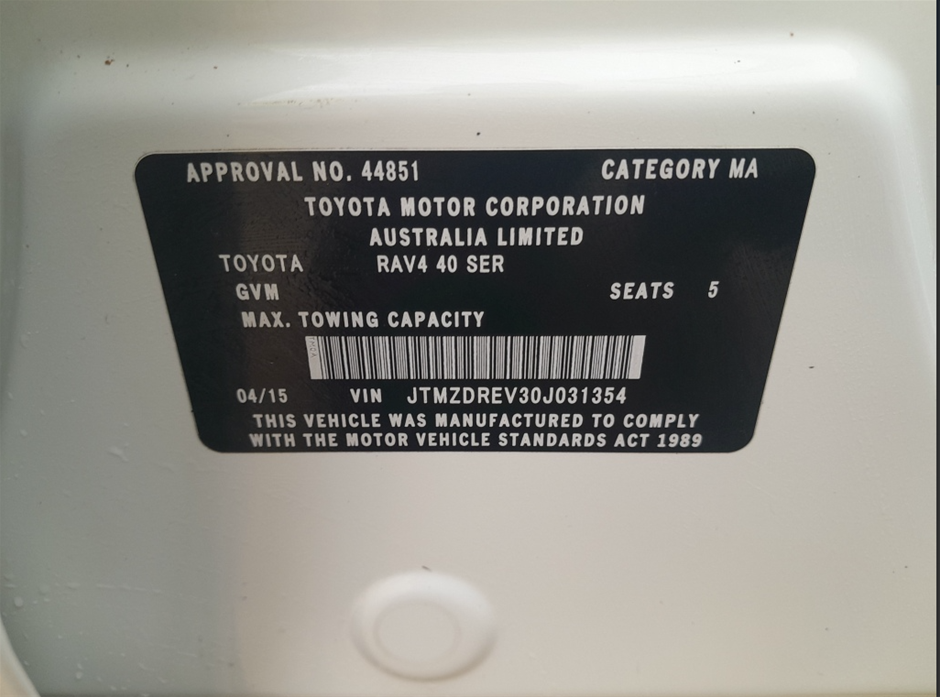 APPROVAL NO. 44851 CATEGORY MA
TOYOTA MOTOR CORPORATION
AUSTRALIA LIMITED
TOYOTA RAV4 40 SER
GVM SEATS 5
MAX. TOWING CAPACITY
04/15 VIN JTMZDREV30J031354
THIS VEHICLE WAS MANUFACTURED TO COMPLY
WITH THE MOTOR VEHICLE STANDARDS ACT 1989